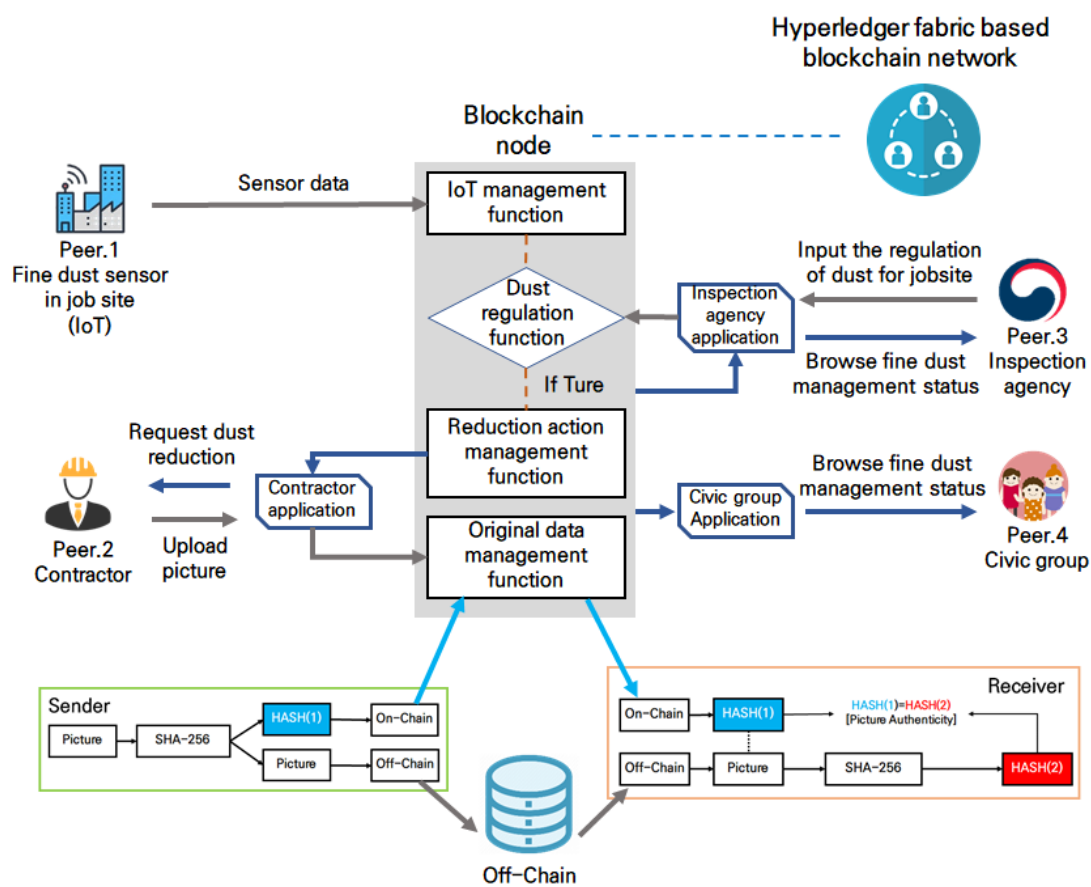 Hyperledger fabric based
blockchain network
Blockchain
node
Sensor data
IoT management
function
Peer.1
Fine dust sensor
in job site
(IoT)
Dust
regulation
function
Inspection
agency
application
Input the regulation
of dust for jobsite
Browse fine dust
management status
Peer.3
Inspection
agency
If Ture
Request dust
reduction
Reduction action
management
function
Contractor
application
Peer.2
Contractor
Upload
picture
Original data
management
function
Civic group
Application
Browse fine dust
management status
Peer.4
Civic group
Sender
Picture
SHA-256
HASH(1)
On-Chain
Picture
Off-Chain
Off-Chain
Receiver
On-Chain
HASH(1)
HASH(1)=HASH(2)
[Picture Authenticity]
Off-Chain
Picture
SHA-256
HASH(2)